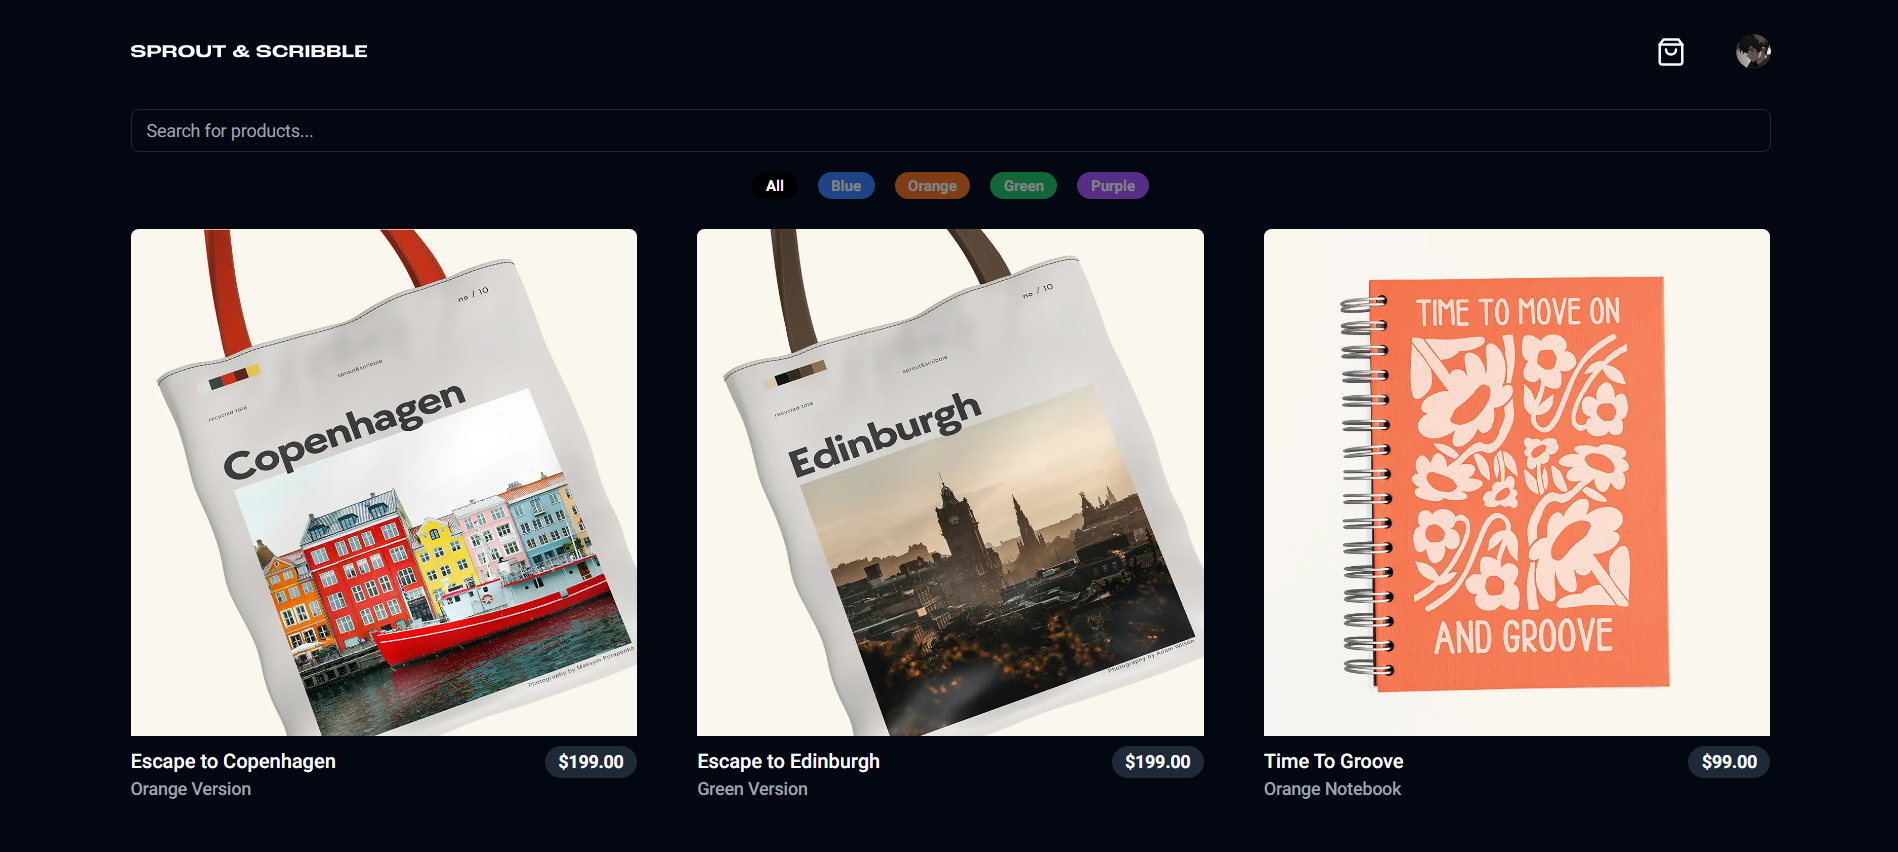 SPROUT & SCRIBBLE
Search for products...
All Blue Orange Green Purple
no / 10
sprout&scribble
recycled tote
Copenhagen
Photography by Maksym Potapenko
no / 10
sprout&scribble
recycled tote
Edinburgh
Photography by Adam Wilson
TIME TO MOVE ON
AND GROOVE
Escape to Copenhagen $199.00
Orange Version
Escape to Edinburgh $199.00
Green Version
Time To Groove $99.00
Orange Notebook